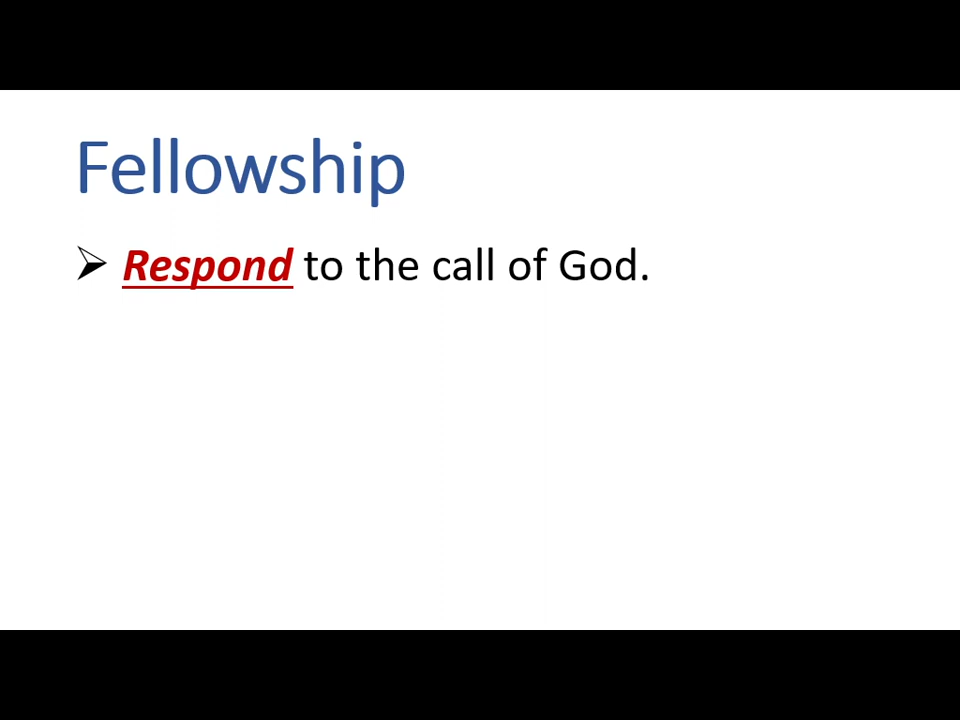 Fellowship
➢ Respond to the call of God.